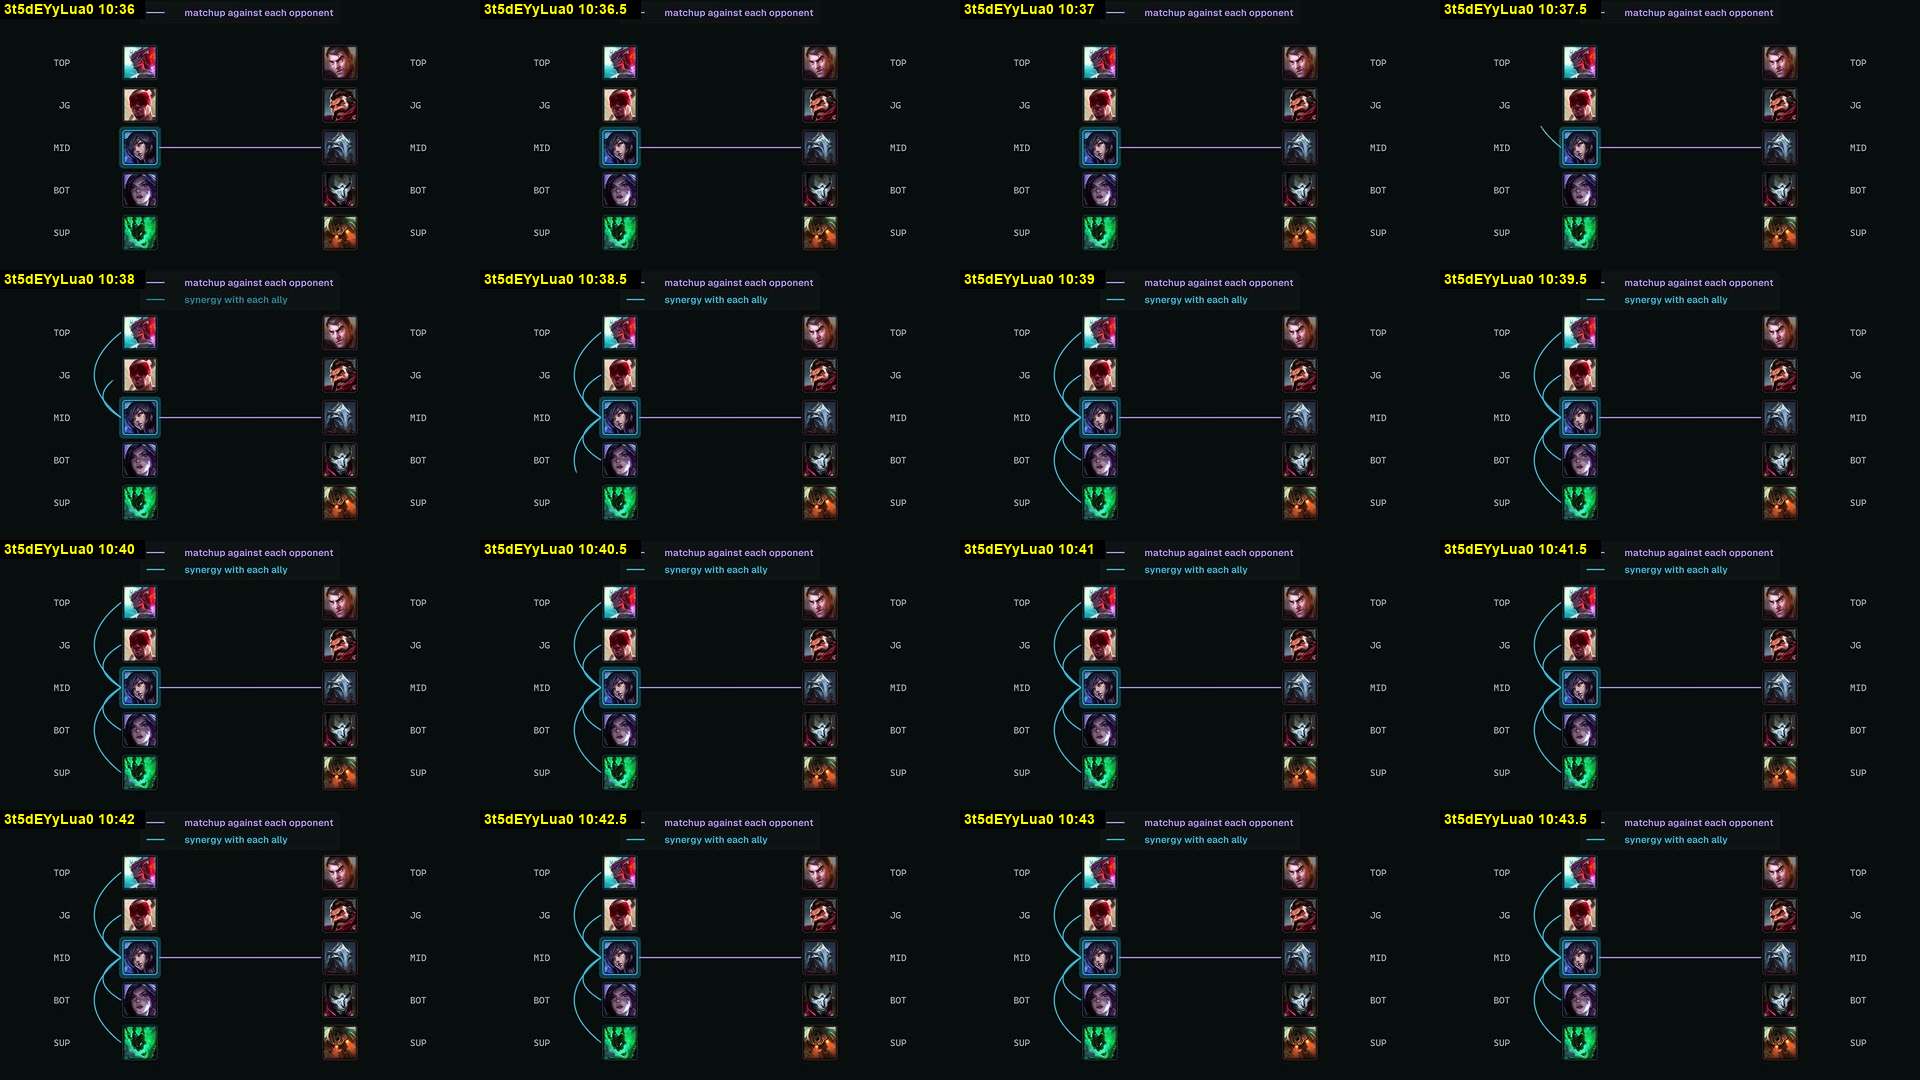 3t5dEYyLua0 10:36 matchup against each opponent
TOP TOP
JG JG
MID MID
BOT BOT
SUP SUP
3t5dEYyLua0 10:36.5 matchup against each opponent
TOP TOP
JG JG
MID MID
BOT BOT
SUP SUP
3t5dEYyLua0 10:37 matchup against each opponent
TOP TOP
JG JG
MID MID
BOT BOT
SUP SUP
3t5dEYyLua0 10:37.5 matchup against each opponent
TOP TOP
JG JG
MID MID
BOT BOT
SUP SUP
3t5dEYyLua0 10:38 matchup against each opponent
synergy with each ally
TOP TOP
JG JG
MID MID
BOT BOT
SUP SUP
3t5dEYyLua0 10:38.5 matchup against each opponent
synergy with each ally
TOP TOP
JG JG
MID MID
BOT BOT
SUP SUP
3t5dEYyLua0 10:39 matchup against each opponent
synergy with each ally
TOP TOP
JG JG
MID MID
BOT BOT
SUP SUP
3t5dEYyLua0 10:39.5 matchup against each opponent
synergy with each ally
TOP TOP
JG JG
MID MID
BOT BOT
SUP SUP
3t5dEYyLua0 10:40 matchup against each opponent
synergy with each ally
TOP TOP
JG JG
MID MID
BOT BOT
SUP SUP
3t5dEYyLua0 10:40.5 matchup against each opponent
synergy with each ally
TOP TOP
JG JG
MID MID
BOT BOT
SUP SUP
3t5dEYyLua0 10:41 matchup against each opponent
synergy with each ally
TOP TOP
JG JG
MID MID
BOT BOT
SUP SUP
3t5dEYyLua0 10:41.5 matchup against each opponent
synergy with each ally
TOP TOP
JG JG
MID MID
BOT BOT
SUP SUP
3t5dEYyLua0 10:42 matchup against each opponent
synergy with each ally
TOP TOP
JG JG
MID MID
BOT BOT
SUP SUP
3t5dEYyLua0 10:42.5 matchup against each opponent
synergy with each ally
TOP TOP
JG JG
MID MID
BOT BOT
SUP SUP
3t5dEYyLua0 10:43 matchup against each opponent
synergy with each ally
TOP TOP
JG JG
MID MID
BOT BOT
SUP SUP
3t5dEYyLua0 10:43.5 matchup against each opponent
synergy with each ally
TOP TOP
JG JG
MID MID
BOT BOT
SUP SUP